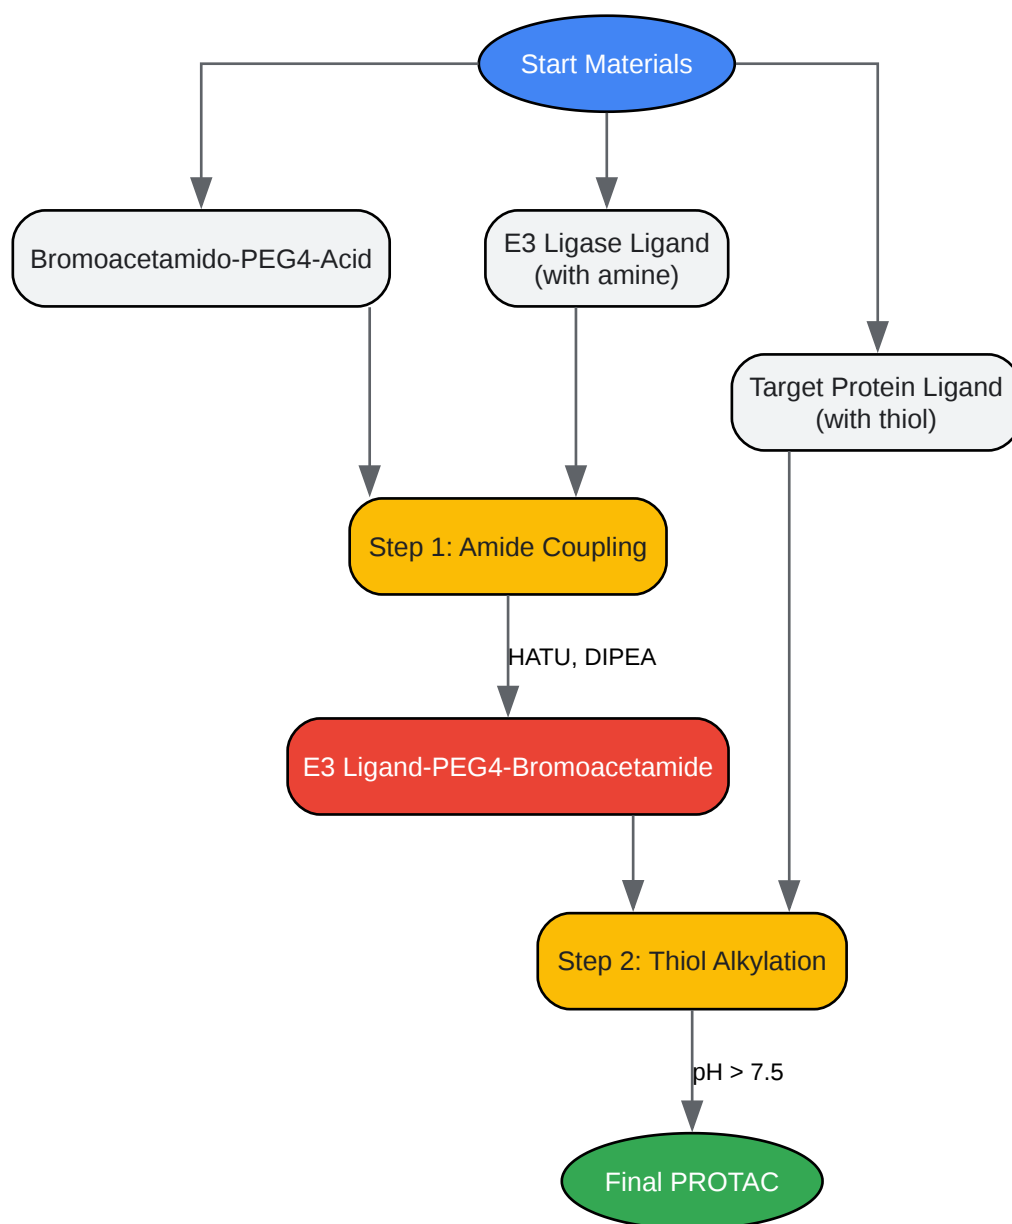 Start Materials
Bromoacetamido-PEG4-Acid
E3 Ligase Ligand
(with amine)
Target Protein Ligand
(with thiol)
Step 1: Amide Coupling
HATU, DIPEA
E3 Ligand-PEG4-Bromoacetamide
Step 2: Thiol Alkylation
pH > 7.5
Final PROTAC